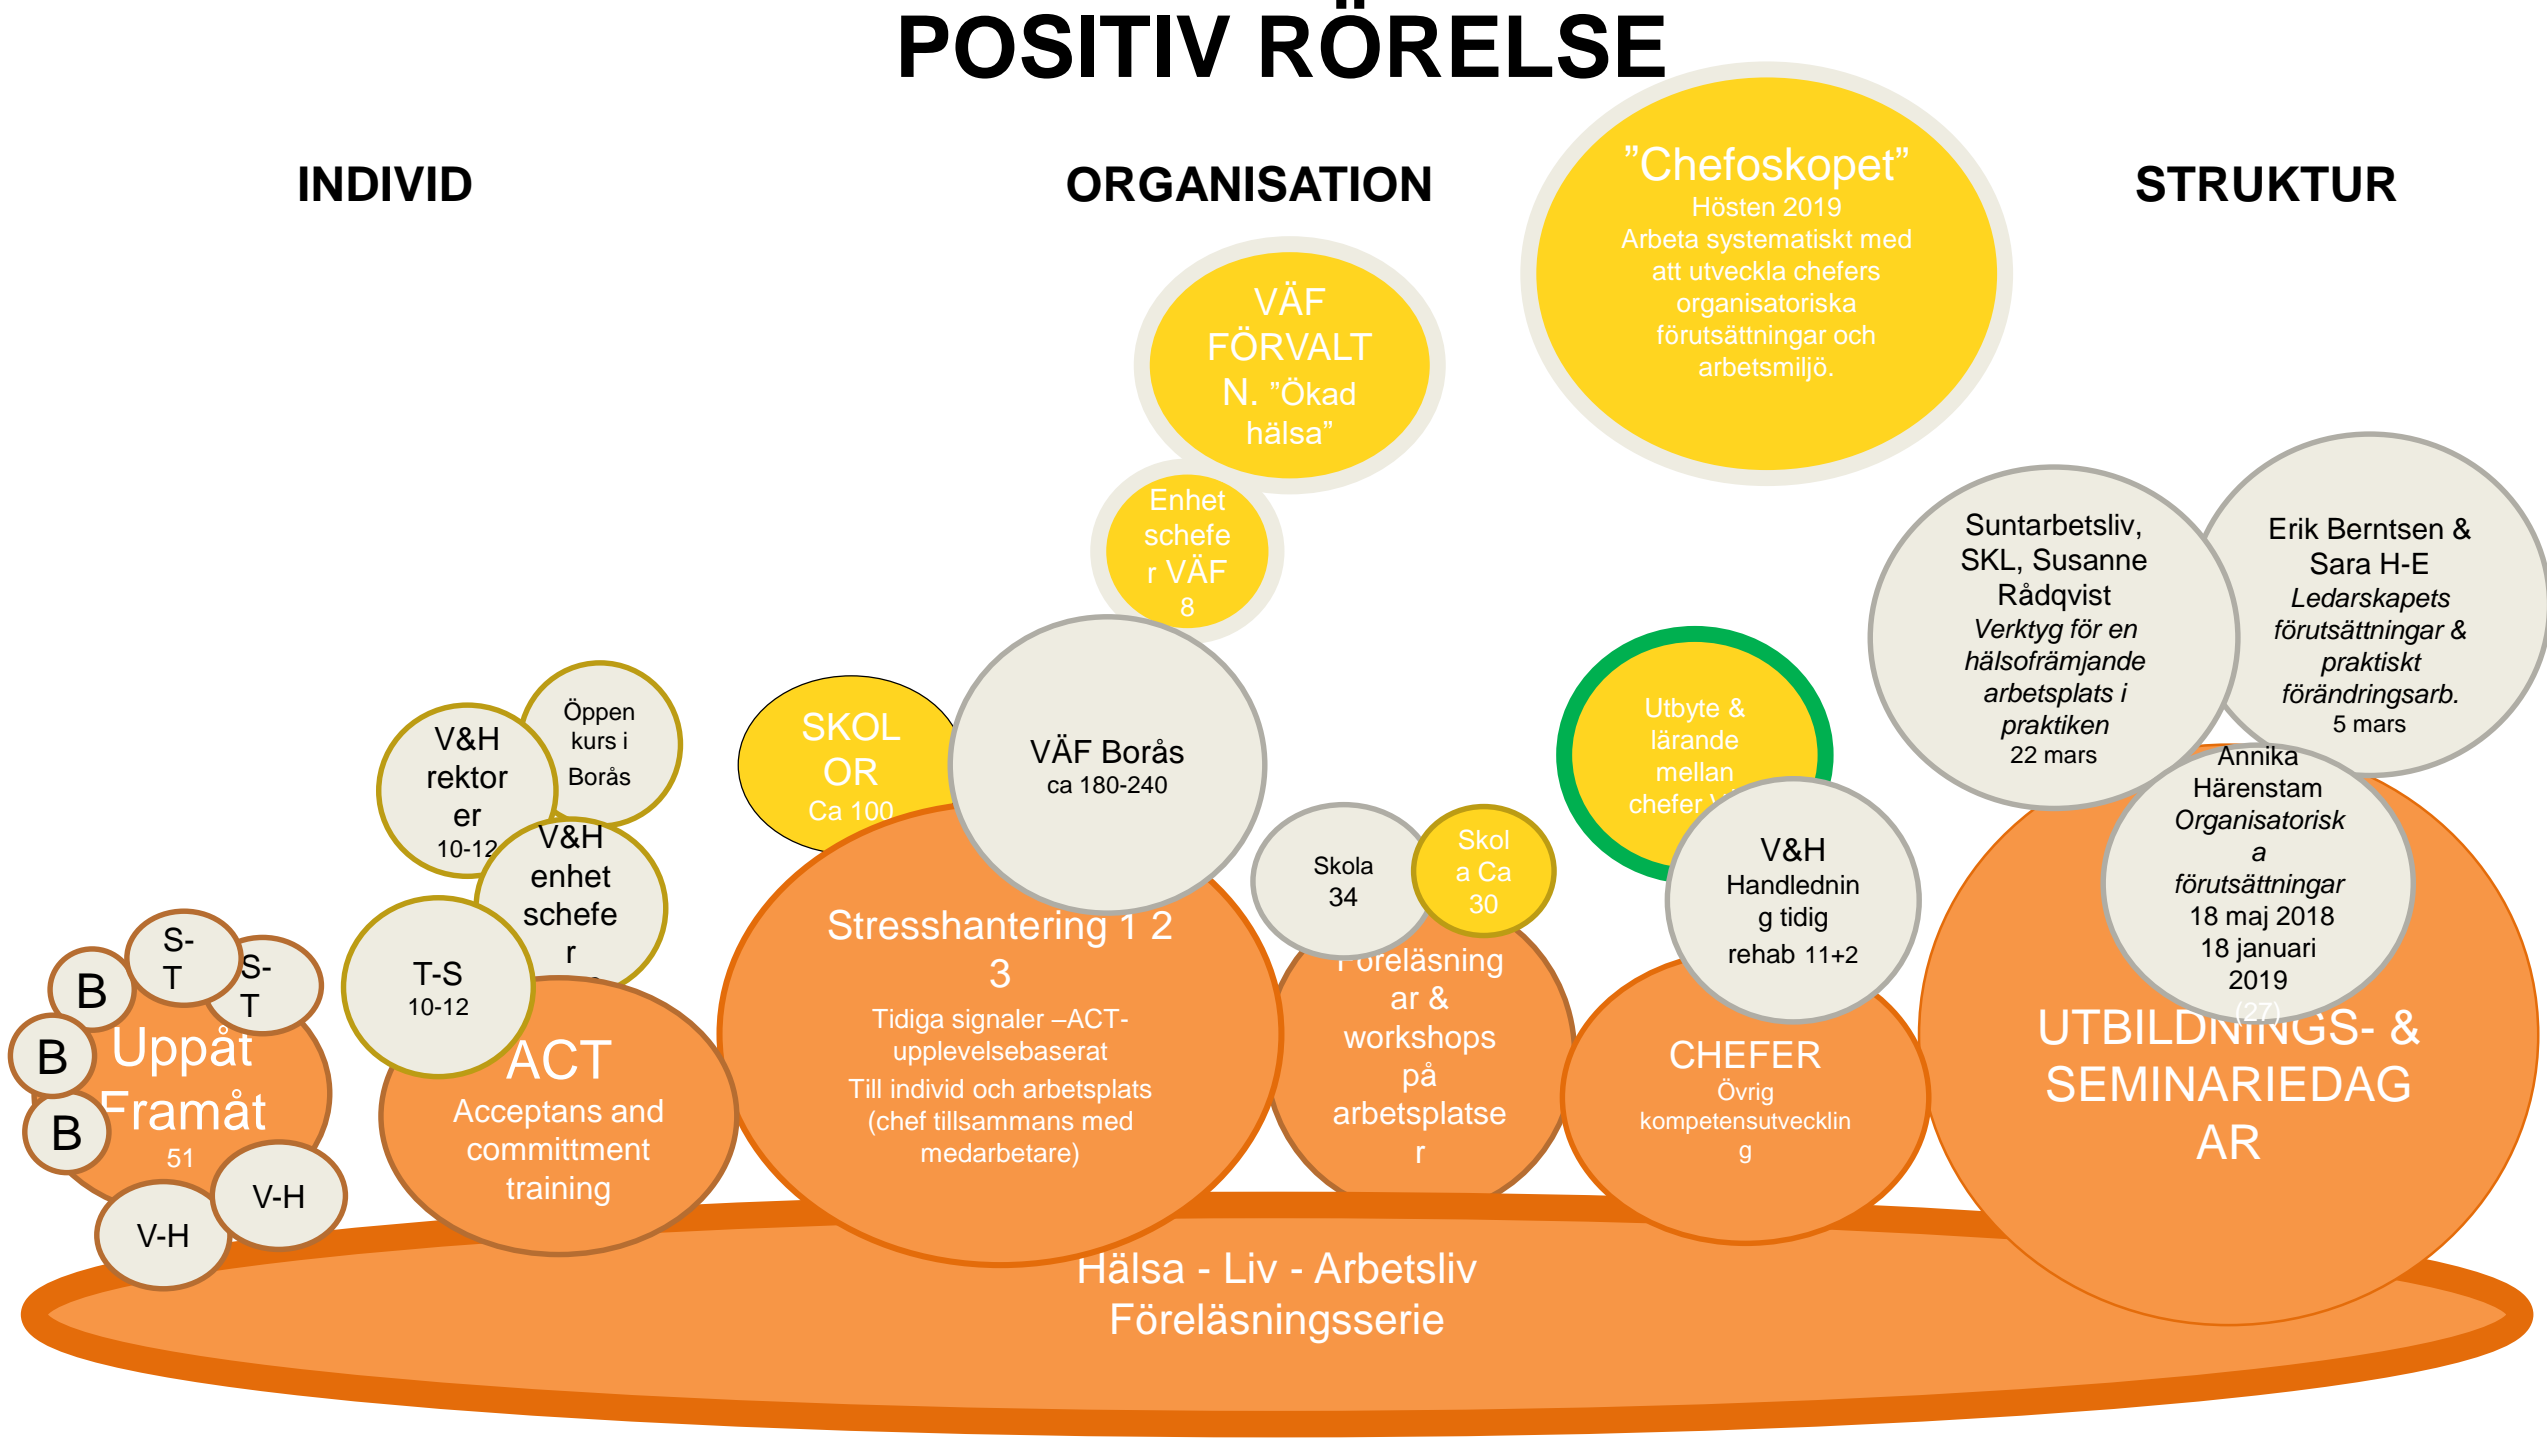 POSITIV RÖRELSE
INDIVID
ORGANISATION
STRUKTUR
”Chefoskopet”
Hösten 2019
Arbeta systematiskt med
att utveckla chefers
organisatoriska
förutsättningar och
arbetsmiljö.
VÄF
FÖRVALT
N. ”Ökad
hälsa”
Enhet
schefe
r VÄF
8
Suntarbetsliv,
SKL, Susanne
Rådqvist
Verktyg för en
hälsofrämjande
arbetsplats i
praktiken
22 mars
Erik Berntsen &
Sara H-E
Ledarskapets
förutsättningar &
praktiskt
förändringsarb.
5 mars
Annika
Härenstam
Organisatorisk
a
förutsättningar
18 maj 2018
18 januari
2019
(27)
UTBILDNINGS- &
SEMINARIEDAG
AR
Öppen
kurs i
Borås
V&H
rektor
er
10-12
V&H
enhet
schefe
r
T-S
10-12
ACT
Acceptans and
committment
training
SKOL
OR
Ca 100
VÄF Borås
ca 180-240
Stresshantering 1 2
3
Tidiga signaler –ACT-
upplevelsebaserat
Till individ och arbetsplats
(chef tillsammans med
medarbetare)
Skola
34
Skol
a Ca
30
Föreläsning
ar &
workshops
på
arbetsplatse
r
Utbyte &
lärande
mellan
chefer
V&H
Handlednin
g tidig
rehab 11+2
CHEFER
Övrig
kompetensutvecklin
g
S-
T
S-
T
B
B
B
Uppåt
Framåt
51
V-H
V-H
Hälsa - Liv - Arbetsliv
Föreläsningsserie